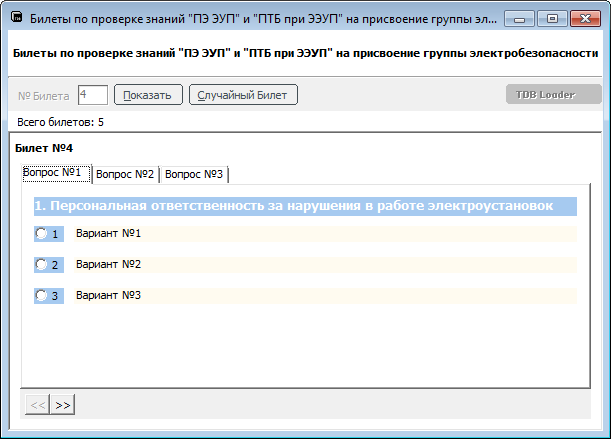 Билеты по проверке знаний "ПЭ ЭУП" и "ПТБ при ЭЭУП" на присвоение группы эл...
Билеты по проверке знаний "ПЭ ЭУП" и "ПТБ при ЭЭУП" на присвоение группы электробезопасности
№ Билета 4 Показать Случайный Билет TDB Loader
Всего билетов: 5
Билет №4
Вопрос №1 Вопрос №2 Вопрос №3
1. Персональная ответственность за нарушения в работе электроустановок
1 Вариант №1
2 Вариант №2
3 Вариант №3
<< >>